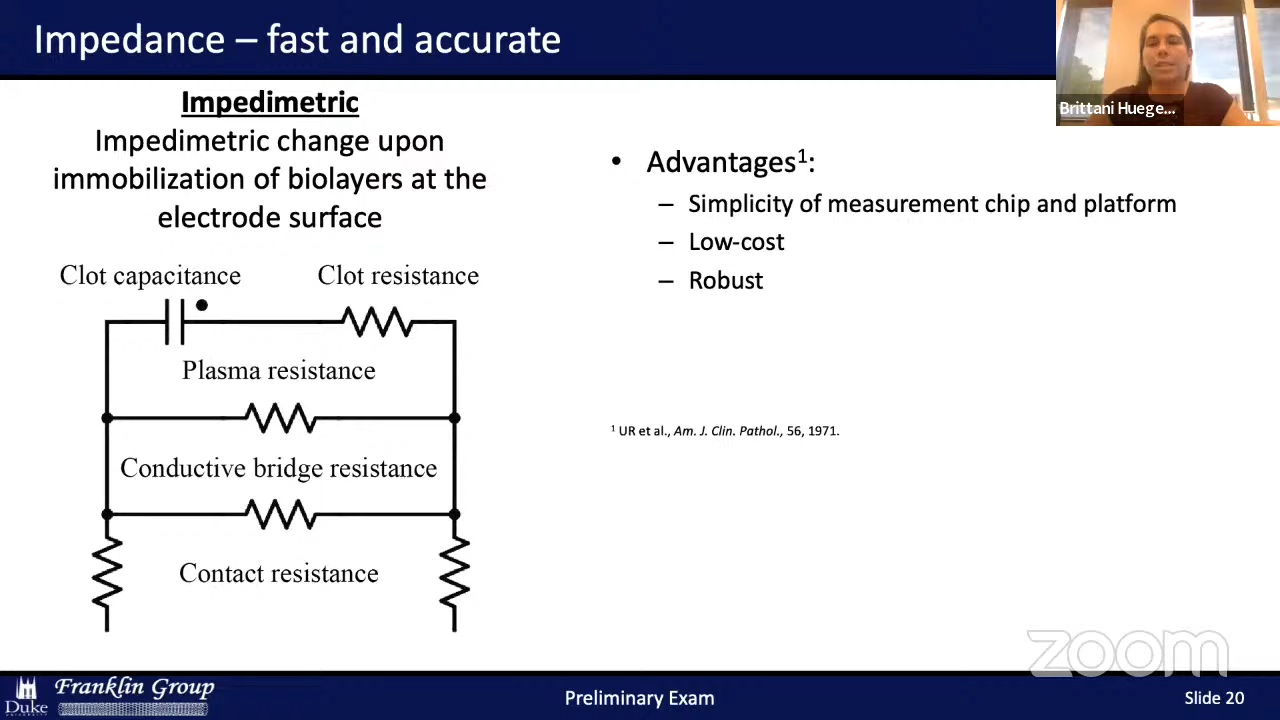 Impedance – fast and accurate
Brittani Huege...
Impedimetric
Impedimetric change upon
immobilization of biolayers at the
electrode surface
• Advantages1:
– Simplicity of measurement chip and platform
– Low-cost
– Robust
Clot capacitance
Clot resistance
Plasma resistance
1 UR et al., Am. J. Clin. Pathol., 56, 1971.
Conductive bridge resistance
Contact resistance
zoom
Duke
Franklin Group
Preliminary Exam
Slide 20